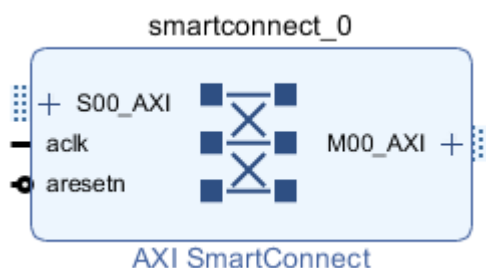 smartconnect_0
S00_AXI
aclk
M00_AXI
aresetn
AXI SmartConnect